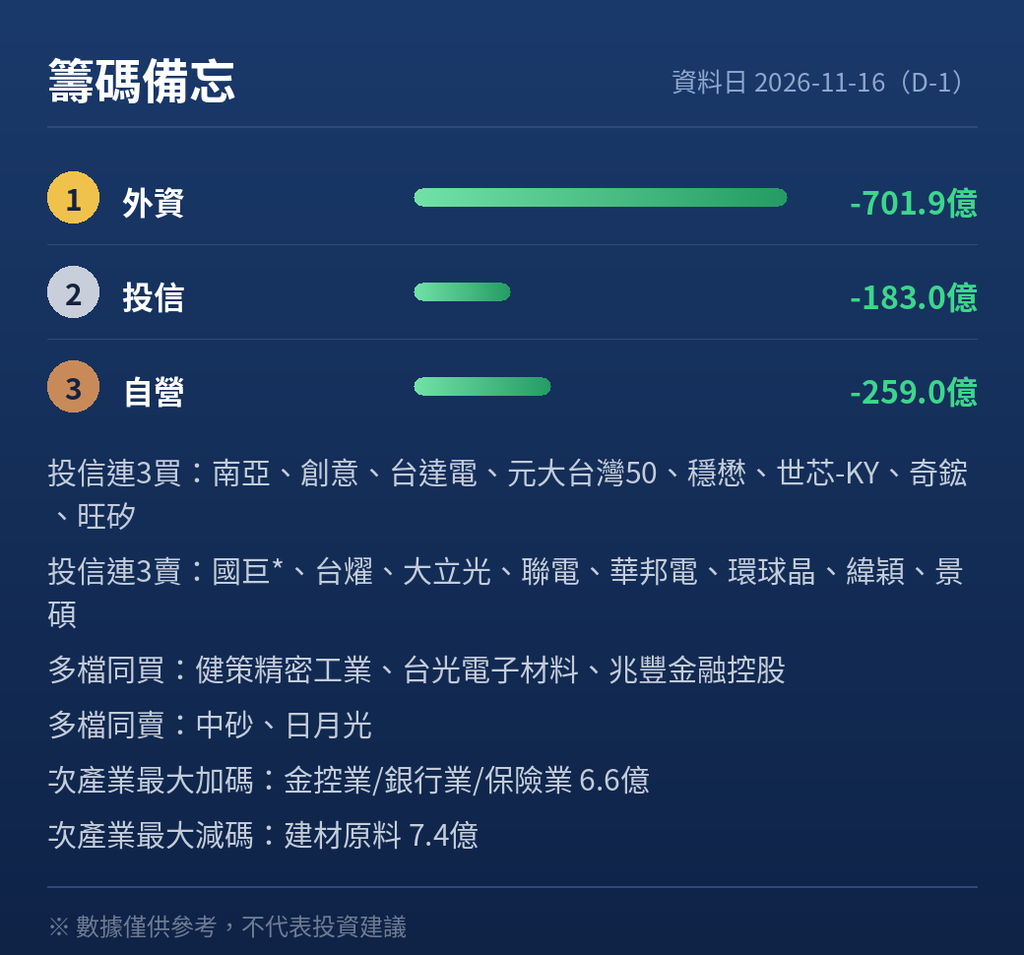 籌碼備忘
資料日 2026-11-16（D-1）
1 外資 -701.9億
2 投信 -183.0億
3 自營 -259.0億
投信連3買：南亞、創意、台達電、元大台灣50、穩懋、世芯-KY、奇鋐
、旺矽
投信連3賣：國巨*、台燿、大立光、聯電、華邦電、環球晶、緯穎、景
碩
多檔同買：健策精密工業、台光電子材料、兆豐金融控股
多檔同賣：中砂、日月光
次產業最大加碼：金控業/銀行業/保險業 6.6億
次產業最大減碼：建材原料 7.4億
※ 數據僅供參考，不代表投資建議